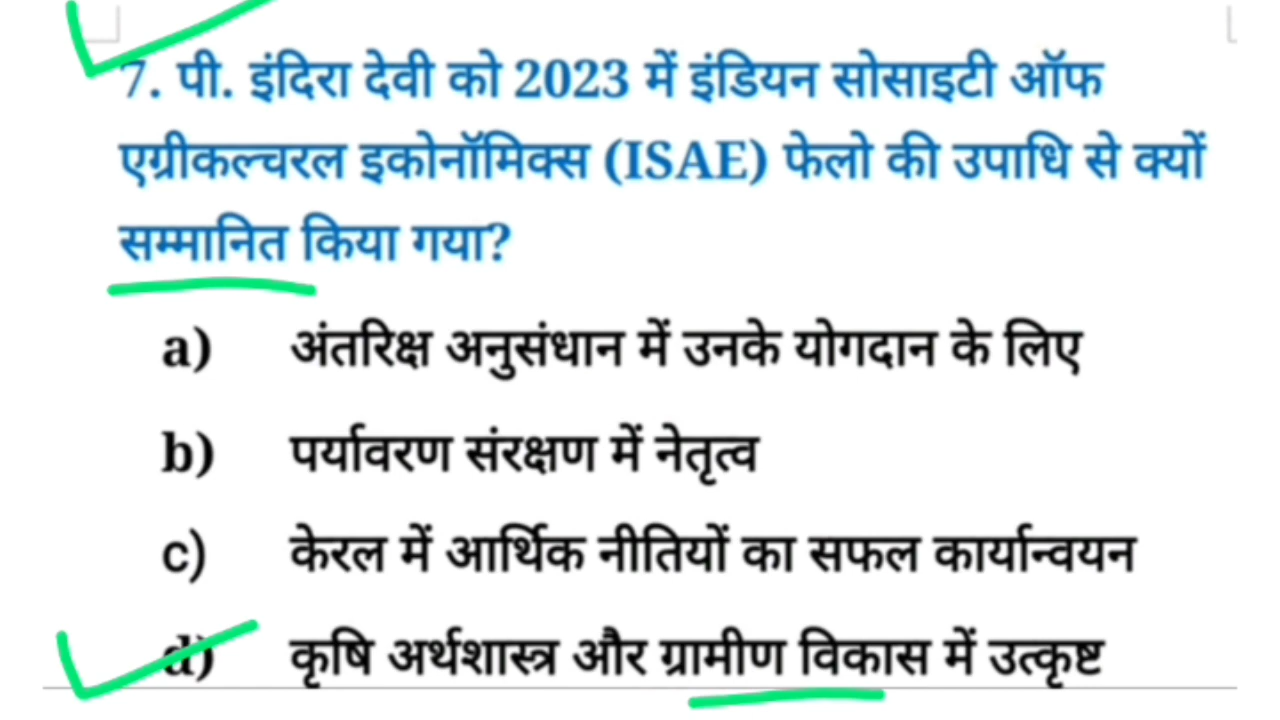 7. पी. इंदिरा देवी को 2023 में इंडियन सोसाइटी ऑफ
एग्रीकल्चरल इकोनॉमिक्स (ISAE) फेलो की उपाधि से क्यों
सम्मानित किया गया?
a) अंतरिक्ष अनुसंधान में उनके योगदान के लिए
b) पर्यावरण संरक्षण में नेतृत्व
c) केरल में आर्थिक नीतियों का सफल कार्यान्वयन
d) कृषि अर्थशास्त्र और ग्रामीण विकास में उत्कृष्ट